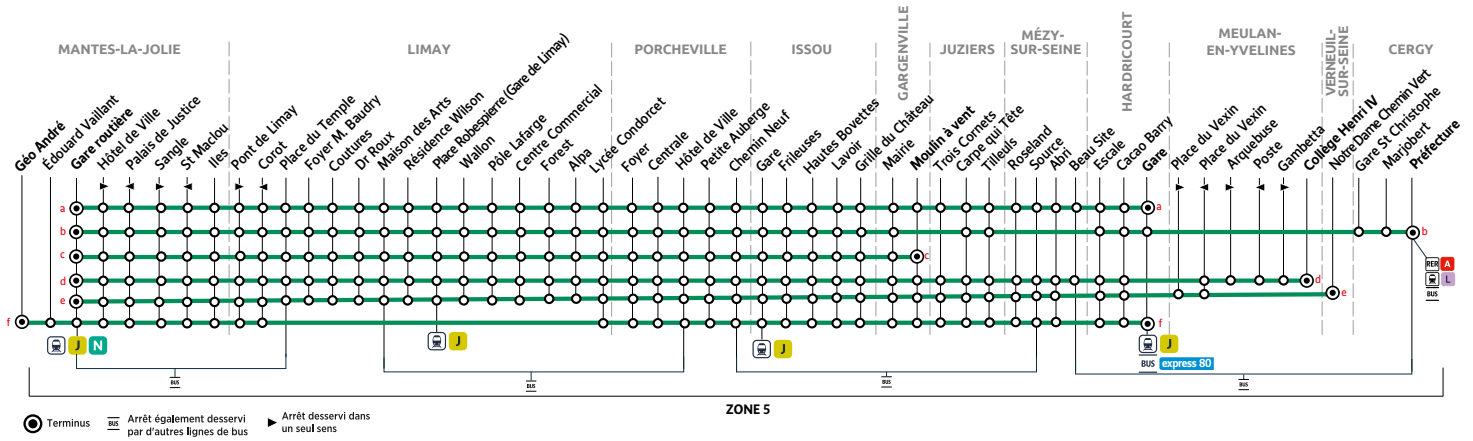 MANTES-LA-JOLIE
LIMAY
PORCHEVILLE
ISSOU
GARGENVILLE
JUZIERS
MÉZY-
SUR-SEINE
HARDRICOURT
MEULAN-
EN-YVELINES
VERNEUIL-
SUR-SEINE
CERGY
Géo André
Édouard Vaillant
Gare routière
Hôtel de Ville
Palais de Justice
Sangle
St Maclou
Iles
Pont de Limay
Corot
Place du Temple
Foyer M. Baudry
Coutures
Dr Roux
Maison des Arts
Résidence Wilson
Place Robespierre (Gare de Limay)
Wallon
Pôle Lafarge
Centre Commercial
Forest
Alpa
Lycée Condorcet
Foyer
Centrale
Hôtel de Ville
Petite Auberge
Chemin Neuf
Gare
Frileuses
Hautes Bovettes
Lavoir
Grille du Château
Mairie
Moulin à vent
Trois Cornets
Carpe qui Tête
Tilleuls
Roseland
Source
Abri
Beau Site
Escale
Cacao Barry
Gare
Place du Vexin
Place du Vexin
Arquebuse
Poste
Gambetta
Collège Henri IV
Notre Dame Chemin Vert
Gare St Christophe
Marjobert
Préfecture
a
a
b
b
c
c
d
d
e
e
f
f
RER A
L
BUS
J N
J
J
J
BUS express 80
BUS
BUS
BUS
BUS
ZONE 5
Terminus
BUS
Arrêt également desservi
par d'autres lignes de bus
Arrêt desservi dans
un seul sens